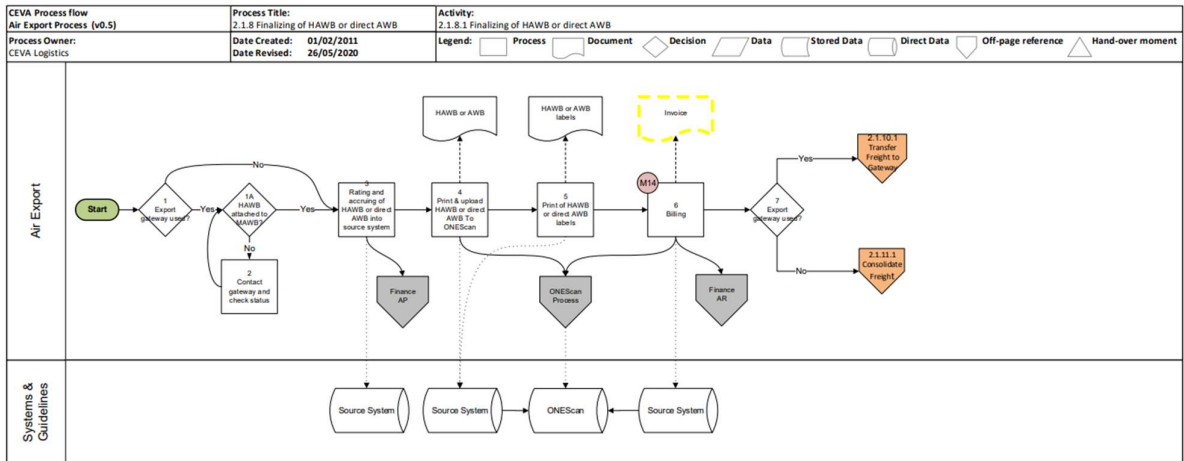 CEVA Process flow
Air Export Process (v0.5)
Process Title:
2.1.8 Finalizing of HAWB or direct AWB
Activity:
2.1.8.1 Finalizing of HAWB or direct AWB
Process Owner:
CEVA Logistics
Date Created: 01/02/2011
Date Revised: 26/05/2020
Legend:
Process
Document
Decision
Data
Stored Data
Direct Data
Off-page reference
Hand-over moment
Air Export
Start
1
Export
gateway used?
No
Yes
1A
HAWB
attached to
MAWB?
Yes
No
2
Contact
gateway and
check status
3
Rating and
accruing of
HAWB or direct
AWB into
source system
Finance
AP
HAWB or AWB
4
Print & upload
HAWB or direct
AWB To
ONEScan
HAWB or AWB
labels
5
Print of HAWB
or direct AWB
labels
ONEScan
Process
Invoice
M14
6
Billing
Finance
AR
7
Export
gateway used?
Yes
2.1.10.1
Transfer
Freight to
Gateway
No
2.1.11.1
Consolidate
Freight
Systems &
Guidelines
Source System
Source System
ONEScan
Source System